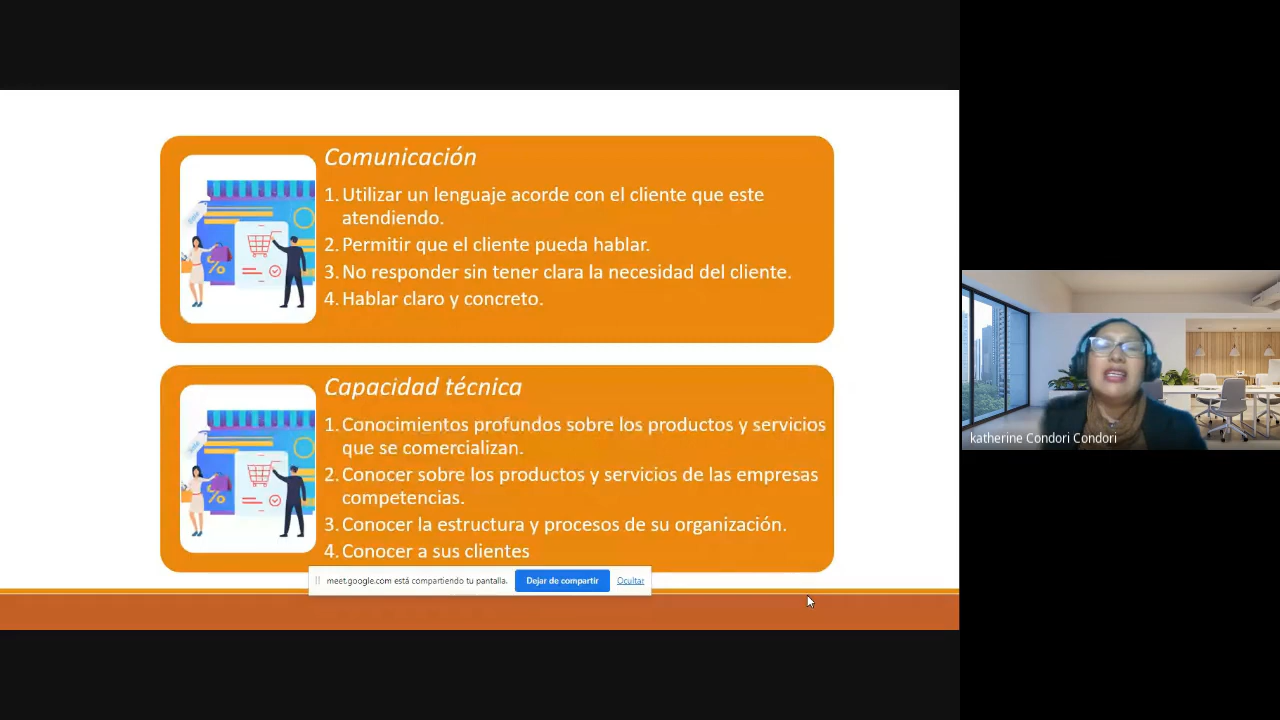 Comunicación
1. Utilizar un lenguaje acorde con el cliente que este
atendiendo.
2. Permitir que el cliente pueda hablar.
3. No responder sin tener clara la necesidad del cliente.
4. Hablar claro y concreto.
%
Capacidad técnica
1. Conocimientos profundos sobre los productos y servicios
que se comercializan.
2. Conocer sobre los productos y servicios de las empresas
competencias.
3. Conocer la estructura y procesos de su organización.
4. Conocer a sus clientes
%
meet.google.com está compartiendo tu pantalla.
Dejar de compartir
Ocultar
katherine Condori Condori